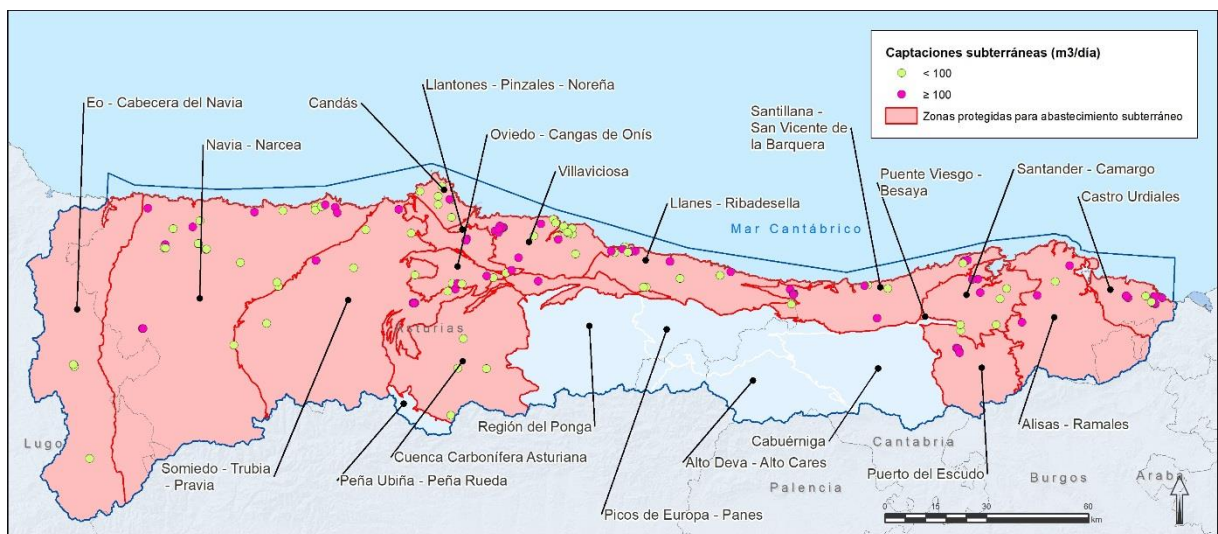 Captaciones subterráneas (m3/día)
< 100
≥ 100
Zonas protegidas para abastecimiento subterráneo
Llantones - Pinzales - Noreña
Eo - Cabecera del Navia
Candás
Santillana -
San Vicente de
la Barquera
Oviedo - Cangas de Onís
Navia - Narcea
Villaviciosa
Puente Viesgo -
Besaya
Santander - Camargo
Castro Urdiales
Llanes - Ribadesella
Mar Cantábrico
Asturias
Región del Ponga
Alisas - Ramales
Lugo
Cabuérniga
Cantabria
Cuenca Carbonífera Asturiana
Alto Deva - Alto Cares
Somiedo - Trubia
- Pravia
Puerto del Escudo
Burgos
Araba
Peña Ubiña - Peña Rueda
Palencia
Picos de Europa - Panes
0 15 30 60
km